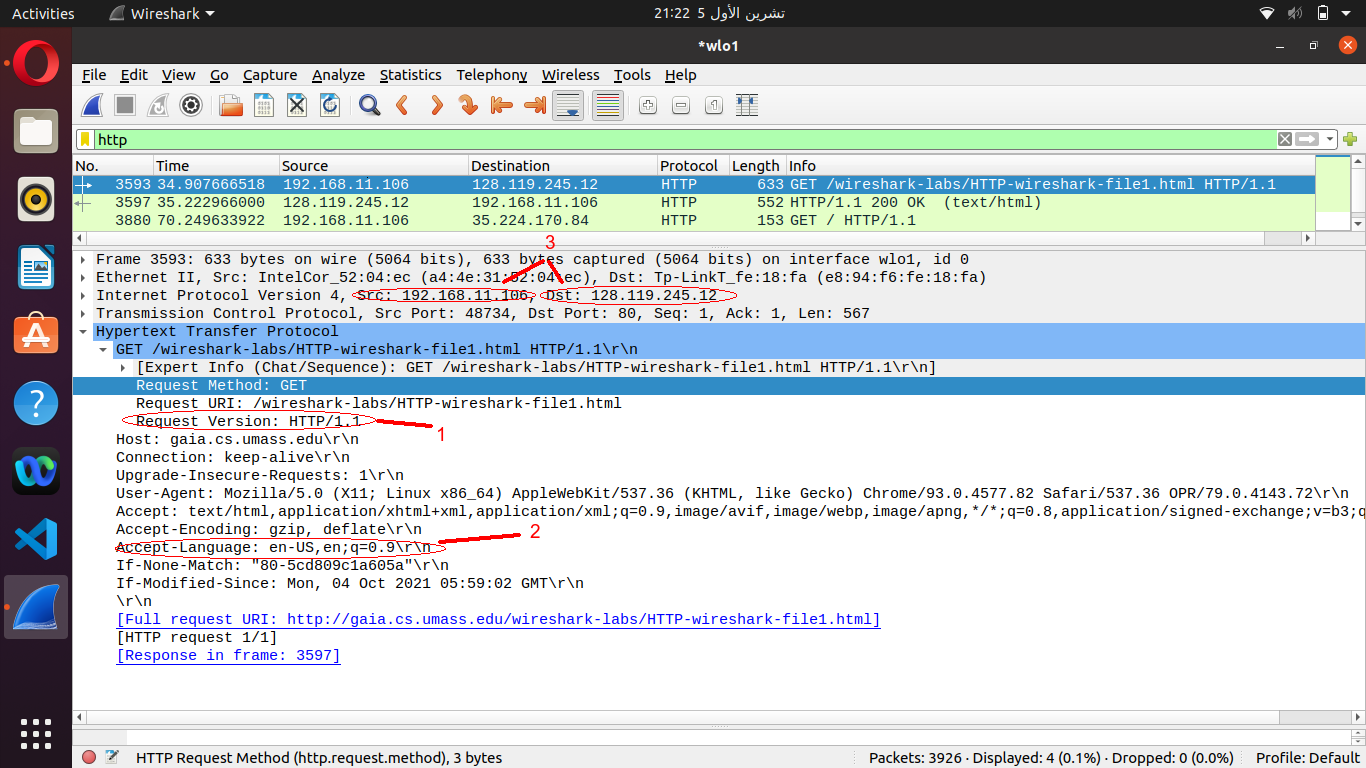 Activities Wireshark 21:22 5 تشرين الأول
*wlo1
File Edit View Go Capture Analyze Statistics Telephony Wireless Tools Help
http
No. Time Source Destination Protocol Length Info
3593 34.907666518 192.168.11.106 128.119.245.12 HTTP 633 GET /wireshark-labs/HTTP-wireshark-file1.html HTTP/1.1
3597 35.222966000 128.119.245.12 192.168.11.106 HTTP 552 HTTP/1.1 200 OK (text/html)
3880 70.249633922 192.168.11.106 35.224.170.84 HTTP 153 GET / HTTP/1.1
3
Frame 3593: 633 bytes on wire (5064 bits), 633 bytes captured (5064 bits) on interface wlo1, id 0
Ethernet II, Src: IntelCor_52:04:ec (a4:4e:31:52:04:ec), Dst: Tp-LinkT_fe:18:fa (e8:94:f6:fe:18:fa)
Internet Protocol Version 4, Src: 192.168.11.106, Dst: 128.119.245.12
Transmission Control Protocol, Src Port: 48734, Dst Port: 80, Seq: 1, Ack: 1, Len: 567
Hypertext Transfer Protocol
GET /wireshark-labs/HTTP-wireshark-file1.html HTTP/1.1\r\n
[Expert Info (Chat/Sequence): GET /wireshark-labs/HTTP-wireshark-file1.html HTTP/1.1\r\n]
Request Method: GET
Request URI: /wireshark-labs/HTTP-wireshark-file1.html
Request Version: HTTP/1.1
1
Host: gaia.cs.umass.edu\r\n
Connection: keep-alive\r\n
Upgrade-Insecure-Requests: 1\r\n
User-Agent: Mozilla/5.0 (X11; Linux x86_64) AppleWebKit/537.36 (KHTML, like Gecko) Chrome/93.0.4577.82 Safari/537.36 OPR/79.0.4143.72\r\n
Accept: text/html,application/xhtml+xml,application/xml;q=0.9,image/avif,image/webp,image/apng,*/*;q=0.8,application/signed-exchange;v=b3;q
Accept-Encoding: gzip, deflate\r\n
Accept-Language: en-US,en;q=0.9\r\n
2
If-None-Match: "80-5cd809c1a605a"\r\n
If-Modified-Since: Mon, 04 Oct 2021 05:59:02 GMT\r\n
\r\n
[Full request URI: http://gaia.cs.umass.edu/wireshark-labs/HTTP-wireshark-file1.html]
[HTTP request 1/1]
[Response in frame: 3597]
HTTP Request Method (http.request.method), 3 bytes Packets: 3926 · Displayed: 4 (0.1%) · Dropped: 0 (0.0%) Profile: Default